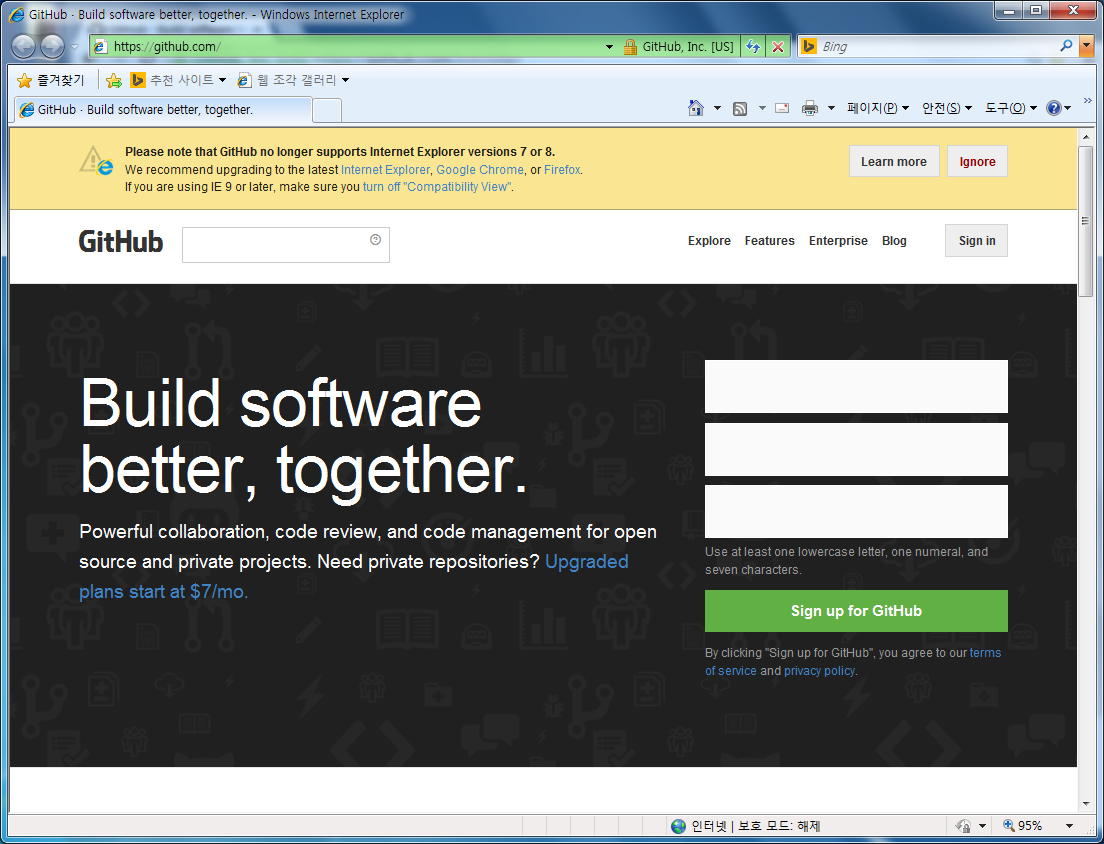 GitHub · Build software better, together. - Windows Internet Explorer
https://github.com/
GitHub, Inc. [US]
Bing
즐겨찾기
추천 사이트
웹 조각 갤러리
GitHub · Build software better, together.
페이지(P)
안전(S)
도구(O)
Please note that GitHub no longer supports Internet Explorer versions 7 or 8.
We recommend upgrading to the latest Internet Explorer, Google Chrome, or Firefox.
If you are using IE 9 or later, make sure you turn off "Compatibility View".
Learn more
Ignore
GitHub
Explore
Features
Enterprise
Blog
Sign in
Build software
better, together.
Powerful collaboration, code review, and code management for open
source and private projects. Need private repositories? Upgraded
plans start at $7/mo.
Use at least one lowercase letter, one numeral, and
seven characters.
Sign up for GitHub
By clicking "Sign up for GitHub", you agree to our terms
of service and privacy policy.
인터넷 | 보호 모드: 해제
95%